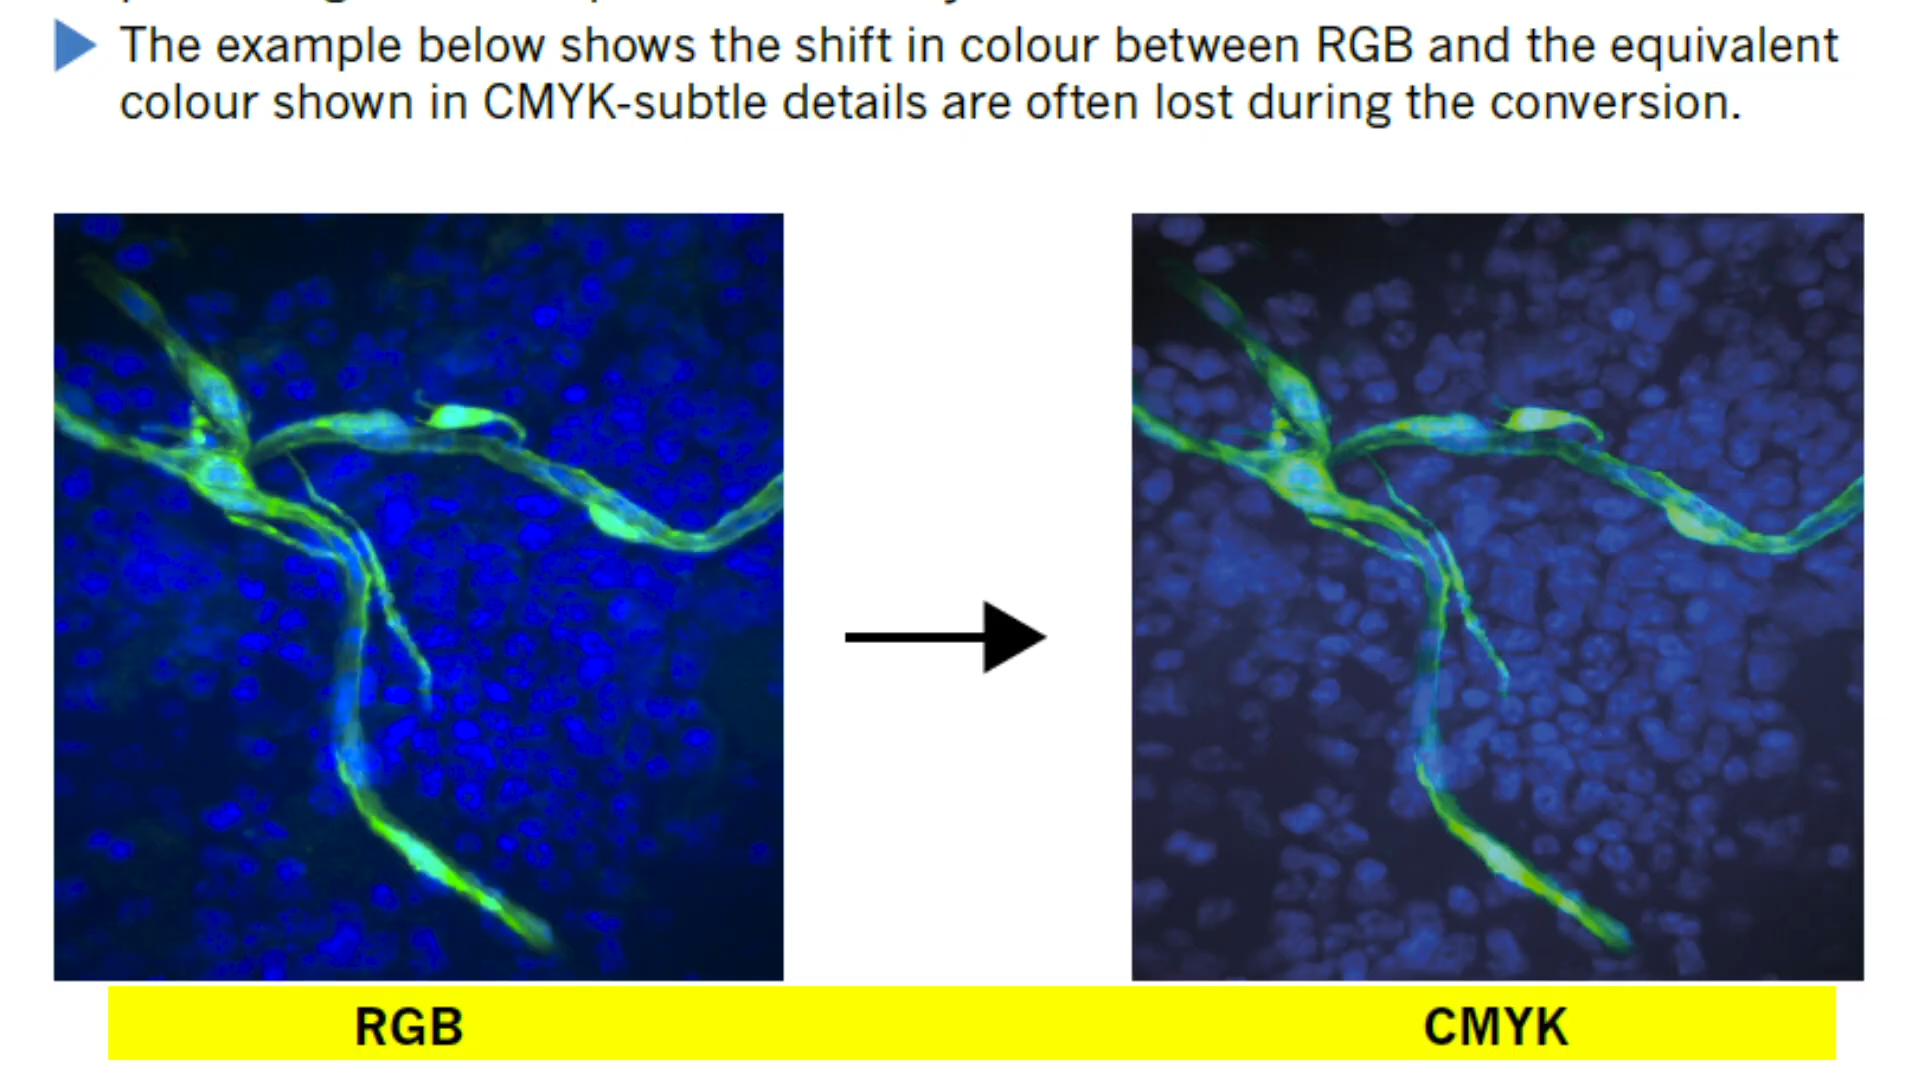 The example below shows the shift in colour between RGB and the equivalent
colour shown in CMYK-subtle details are often lost during the conversion.
RGB
CMYK